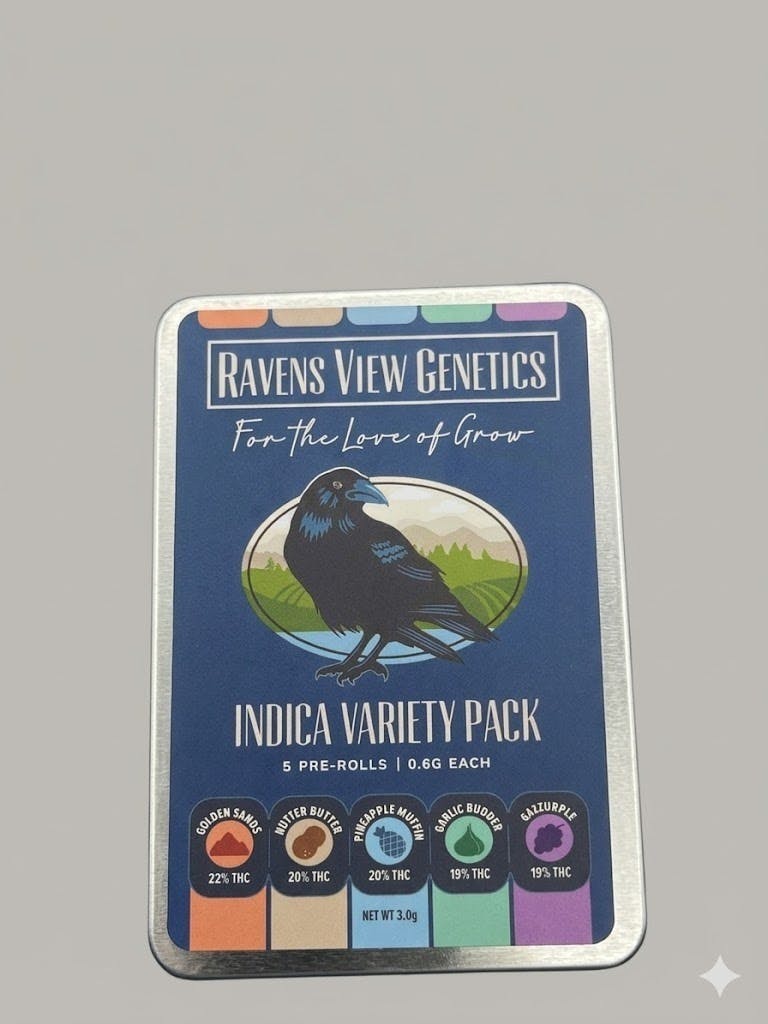 RAVENS VIEW GENETICS
For the Love of Grow
INDICA VARIETY PACK
5 PRE-ROLLS | 0.6G EACH
GOLDEN SANDS
22% THC
NUTTER BUTTER
20% THC
PINEAPPLE MUFFIN
20% THC
GARLIC BUDDER
19% THC
GAZZURPLE
19% THC
NET WT 3.0g